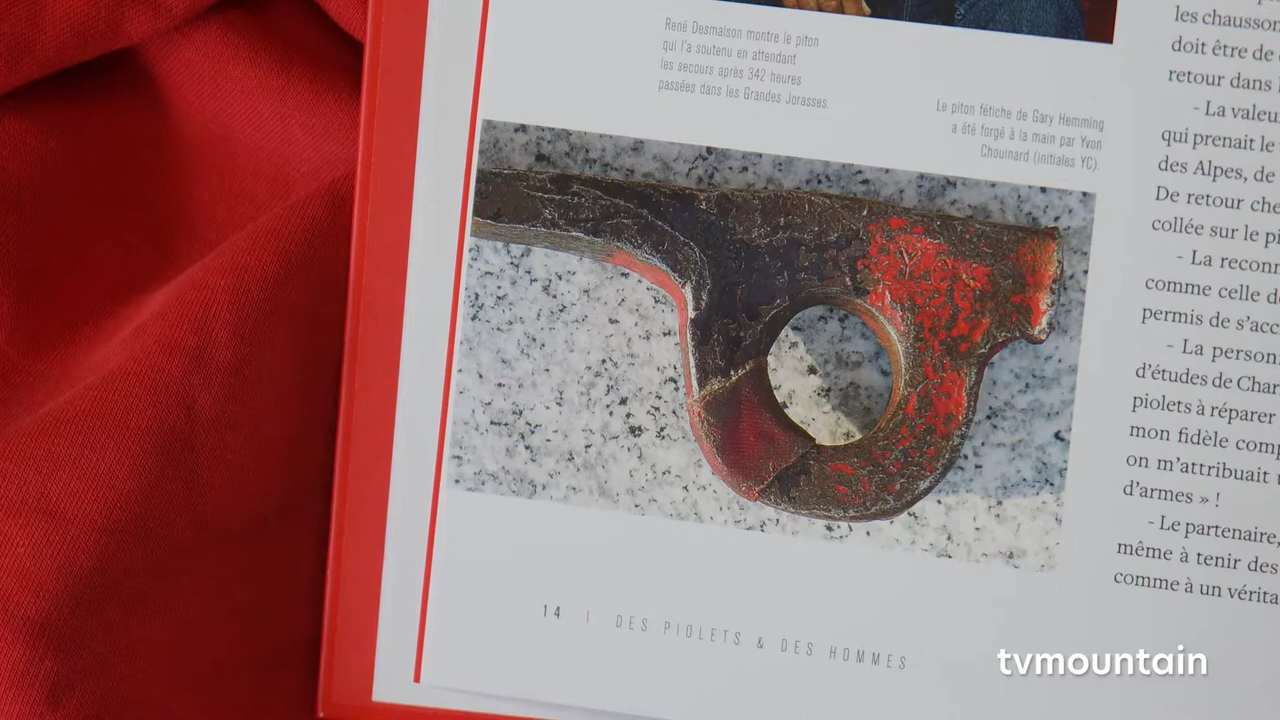 René Desmaison montre le piton
qui l'a soutenu en attendant
les secours après 342 heures
passées dans les Grandes Jorasses.
Le piton fétiche de Gary Hemming
a été forgé à la main par Yvon
Chouinard (initiales YC).
les chausson
doit être de
retour dans
- La valeu
qui prenait le
des Alpes, de
De retour che
collée sur le pi
- La reconn
comme celle d
permis de s'acc
- La person
d'études de Char
piolets à réparer
mon fidèle comp
on m'attribuait
d'armes » !
- Le partenaire,
même à tenir des
comme à un vérita
14 | DES PIOLETS & DES HOMMES
tvmountain